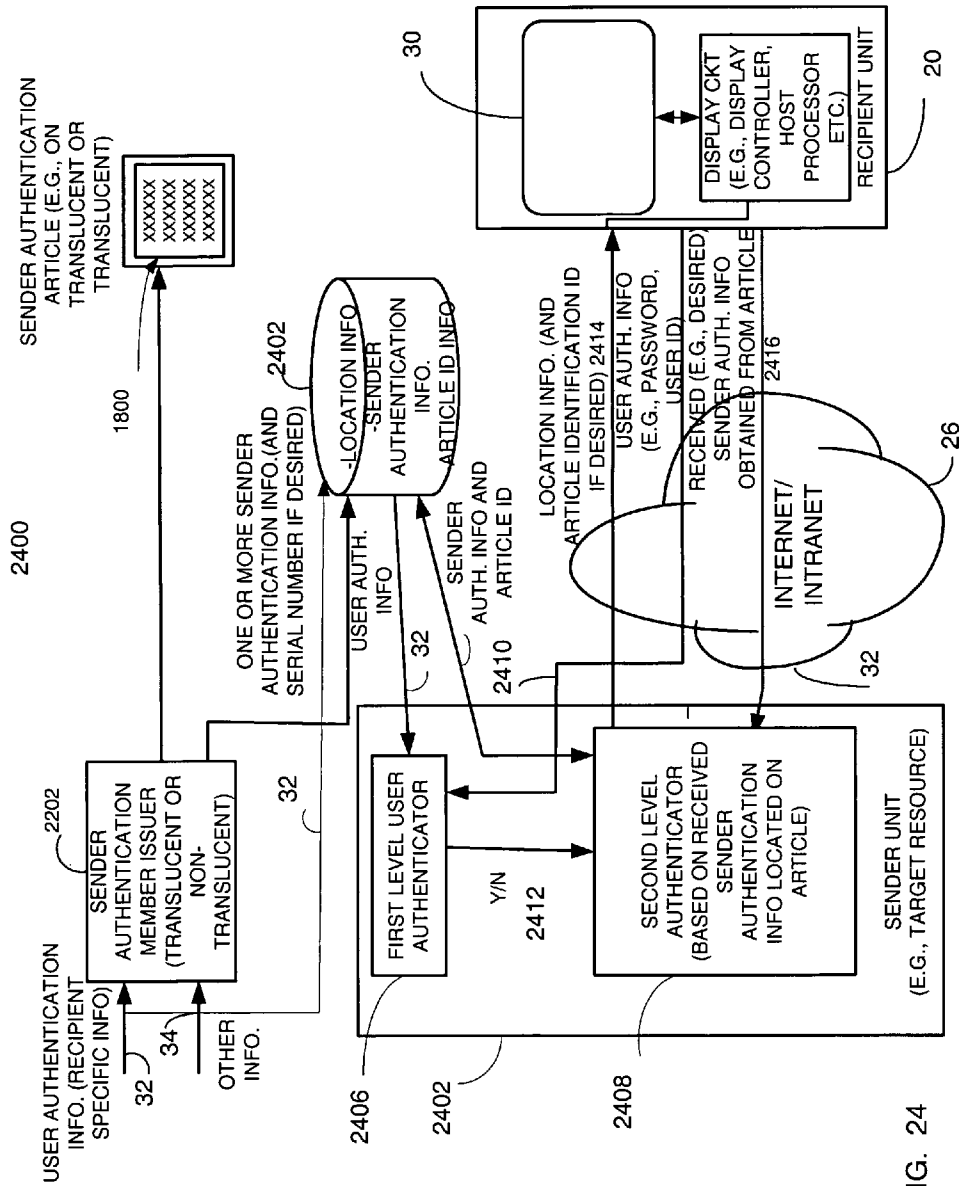 2400
USER AUTHENTICATION
INFO. (RECIPIENT
SPECIFIC INFO)
32
34
OTHER
INFO.
2202
SENDER
AUTHENTICATION
MEMBER ISSUER
(TRANSLUCENT OR
NON-
TRANSLUCENT)
SENDER AUTHENTICATION
ARTICLE (E.G., ON
TRANSLUCENT OR
TRANSLUCENT)
1800
XXXXXX
XXXXXX
XXXXXX
XXXXXX
ONE OR MORE SENDER
AUTHENTICATION INFO.(AND
SERIAL NUMBER IF DESIRED)
USER AUTH.
INFO
32
2402
-LOCATION INFO
-SENDER
AUTHENTICATION
INFO.
ARTICLE ID INFO
32
SENDER
AUTH. INFO AND
ARTICLE ID
2410
2406
2402
2408
FIRST LEVEL USER
AUTHENTICATOR
Y/N
2412
SECOND LEVEL
AUTHENTICATOR
(BASED ON RECEIVED
SENDER
AUTHENTICATION
INFO LOCATED ON
ARTICLE)
SENDER UNIT
(E.G., TARGET RESOURCE)
LOCATION INFO. (AND
ARTICLE IDENTIFICATION ID
IF DESIRED) 2414
USER AUTH. INFO
(E.G., PASSWORD,
USER ID)
RECEIVED (E.G., DESIRED)
SENDER AUTH. INFO
OBTAINED FROM ARTICLE
2416
INTERNET/
INTRANET
26
32
30
DISPLAY CKT
(E.G., DISPLAY
CONTROLLER,
HOST
PROCESSOR
ETC.)
RECIPIENT UNIT
20
IG. 24